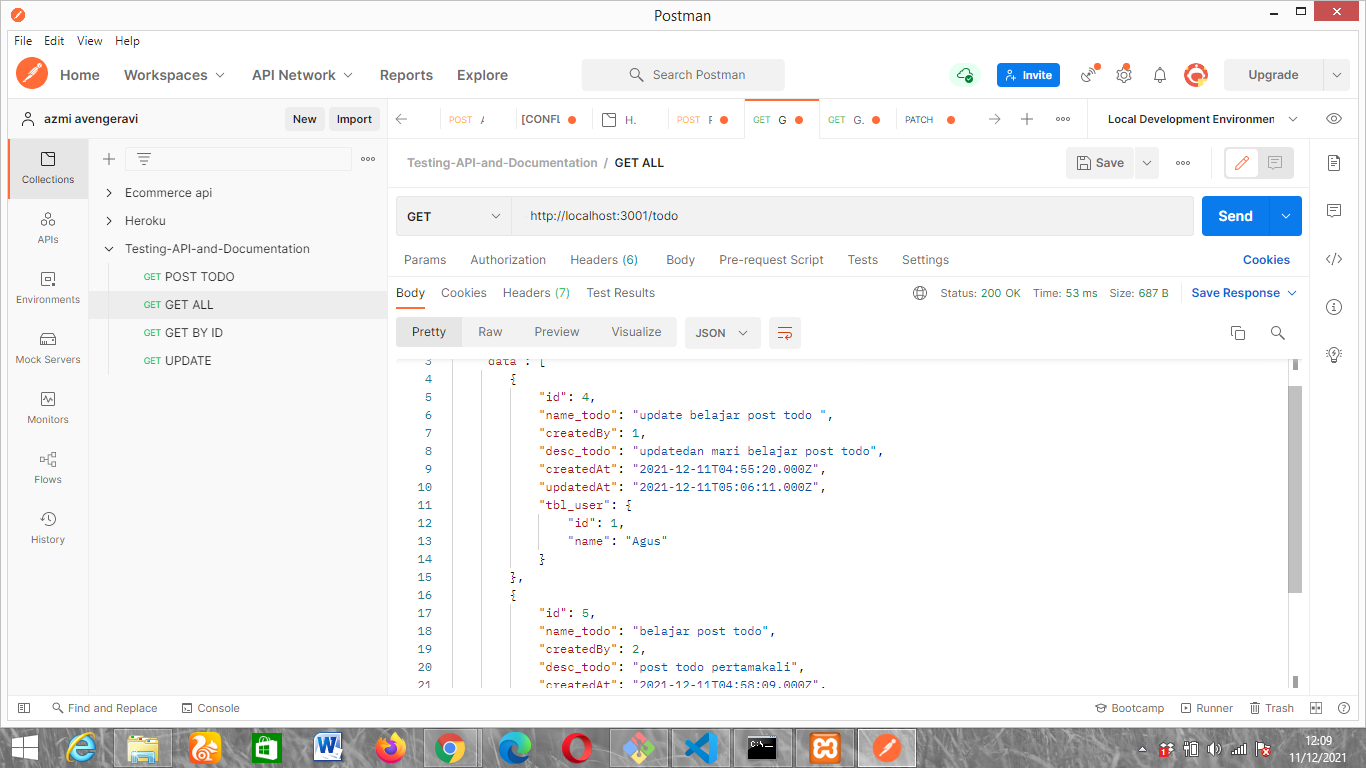 Postman
File Edit View Help
Home Workspaces API Network Reports Explore Search Postman Invite Upgrade
azmi avengeravi New Import
POST [CONFL H. POST GET G GET G. PATCH Local Development Environmen
Collections
APIs
Environments
Mock Servers
Monitors
Flows
History
Ecommerce api
Heroku
Testing-API-and-Documentation
GET POST TODO
GET GET ALL
GET GET BY ID
GET UPDATE
Testing-API-and-Documentation / GET ALL Save
GET http://localhost:3001/todo Send
Params Authorization Headers (6) Body Pre-request Script Tests Settings Cookies
Body Cookies Headers (7) Test Results Status: 200 OK Time: 53 ms Size: 687 B Save Response
Pretty Raw Preview Visualize JSON
3 "data": [
4 {
5 "id": 4,
6 "name_todo": "update belajar post todo ",
7 "createdBy": 1,
8 "desc_todo": "updatedan mari belajar post todo",
9 "createdAt": "2021-12-11T04:55:20.000Z",
10 "updatedAt": "2021-12-11T05:06:11.000Z",
11 "tbl_user": {
12 "id": 1,
13 "name": "Agus"
14 }
15 },
16 {
17 "id": 5,
18 "name_todo": "belajar post todo",
19 "createdBy": 2,
20 "desc_todo": "post todo pertamakali",
21 "createdAt": "2021-12-11T04:58:09.000Z",
Find and Replace Console Bootcamp Runner Trash
12:09
11/12/2021